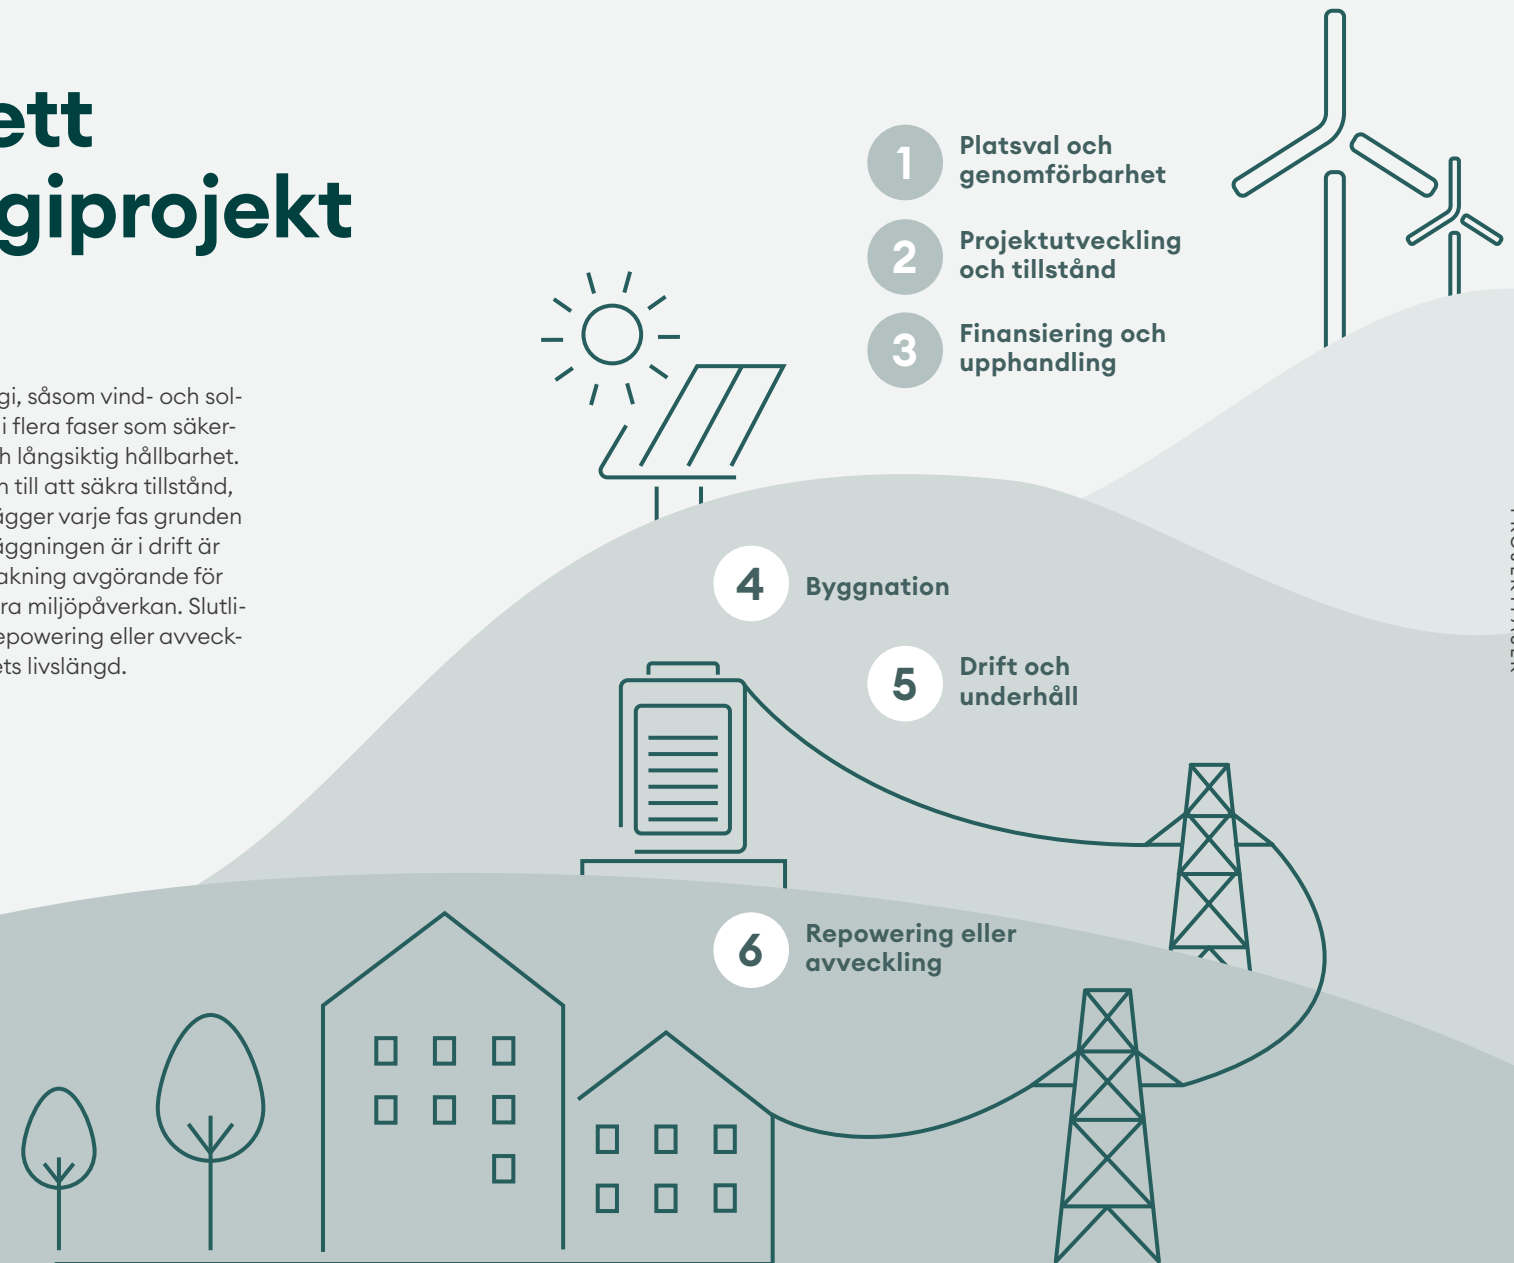 ett
giprojekt
gi, såsom vind- och sol-
i flera faser som säker-
h långsiktig hållbarhet.
n till att säkra tillstånd,
ägger varje fas grunden
äggningen är i drift är
akning avgörande för
ra miljöpåverkan. Slutli-
epowering eller avveck-
ets livslängd.
1 Platsval och
genomförbarhet
2 Projektutveckling
och tillstånd
3 Finansiering och
upphandling
4 Byggnation
5 Drift och
underhåll
6 Repowering eller
avveckling